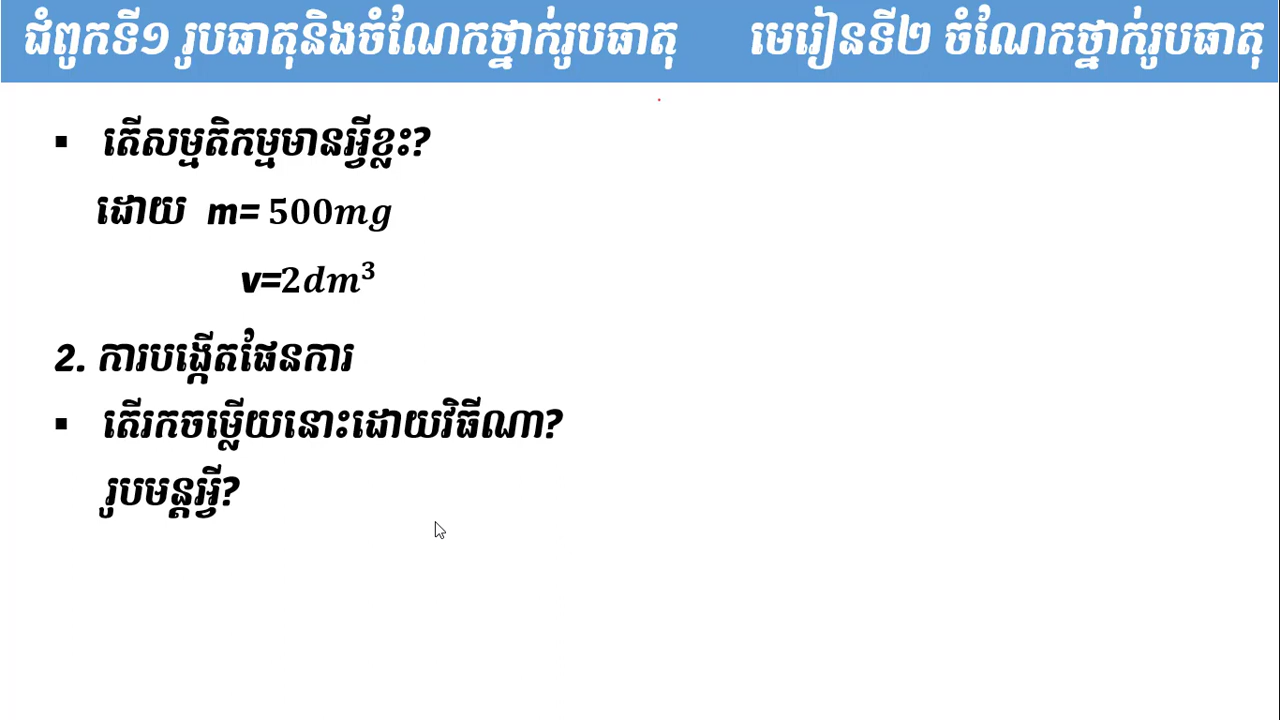 ជំពូកទី១ រូបធាតុនិងចំណែកថ្នាក់រូបធាតុ មេរៀនទី២ ចំណែកថ្នាក់រូបធាតុ
▪ តើសម្មតិកម្មមានអ្វីខ្លះ?
ដោយ m= 500mg
v=2dm³
2. ការបង្កើតផែនការ
▪ តើរកចម្លើយនោះដោយវិធីណា?
រូបមន្តអ្វី?